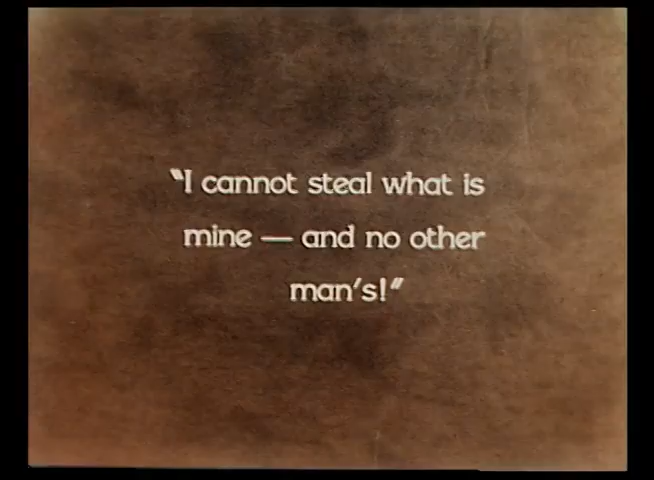 "I cannot steal what is
mine — and no other
man's!"